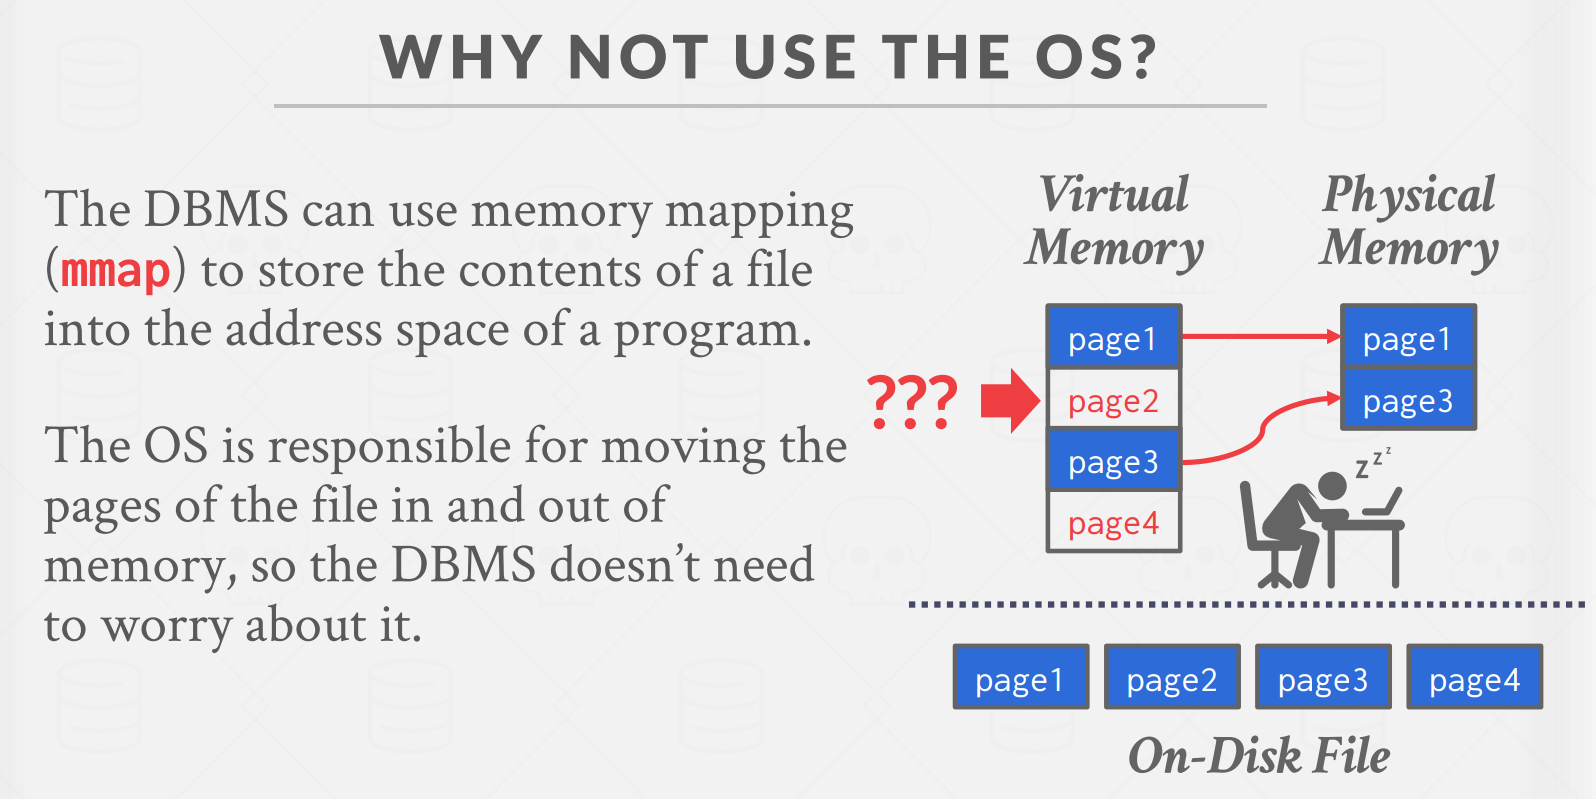 WHY NOT USE THE OS?
The DBMS can use memory mapping
(mmap) to store the contents of a file
into the address space of a program.
The OS is responsible for moving the
pages of the file in and out of
memory, so the DBMS doesn't need
to worry about it.
Virtual
Memory
Physical
Memory
page1
page2
page3
page4
???
page1
page3
z z z
page1
page2
page3
page4
On-Disk File